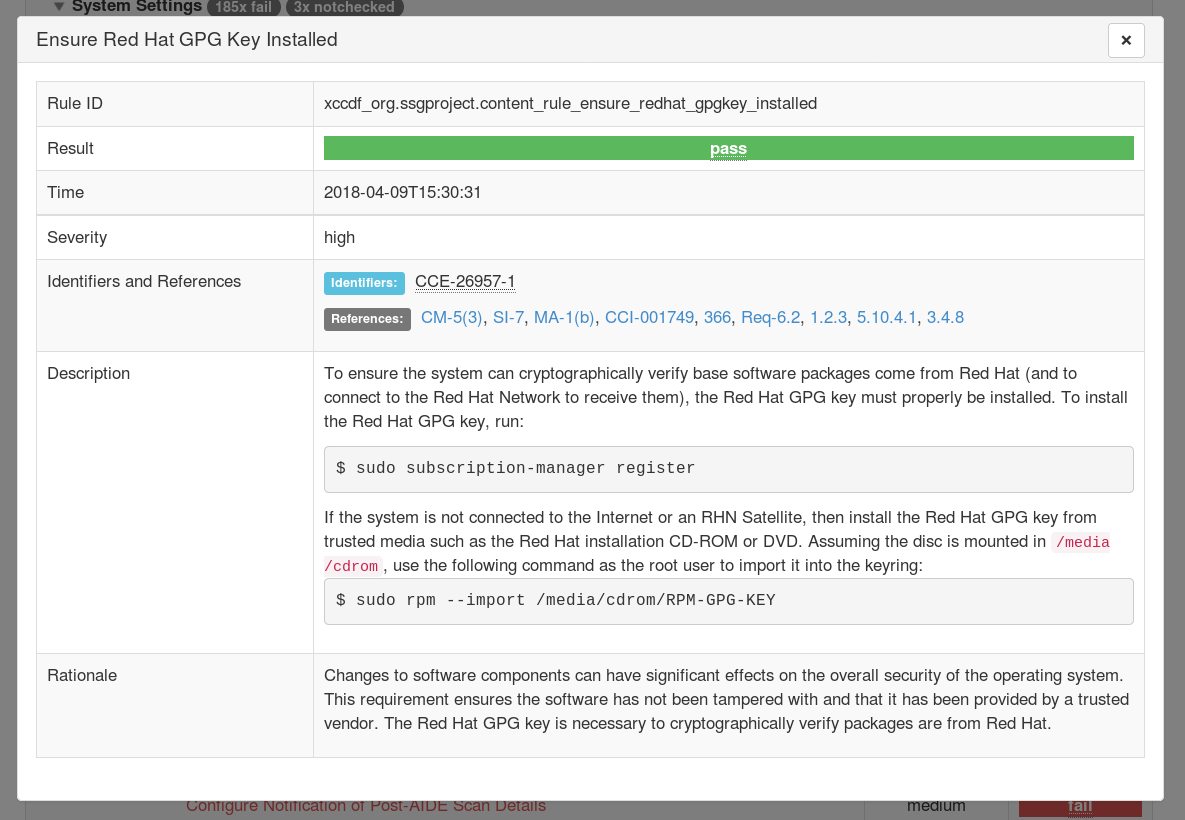 ▼ System Settings 185x fail 3x notchecked
Ensure Red Hat GPG Key Installed ×
Rule ID xccdf_org.ssgproject.content_rule_ensure_redhat_gpgkey_installed
Result pass
Time 2018-04-09T15:30:31
Severity high
Identifiers and References Identifiers: CCE-26957-1
References: CM-5(3), SI-7, MA-1(b), CCI-001749, 366, Req-6.2, 1.2.3, 5.10.4.1, 3.4.8
Description To ensure the system can cryptographically verify base software packages come from Red Hat (and to
connect to the Red Hat Network to receive them), the Red Hat GPG key must properly be installed. To install
the Red Hat GPG key, run:
$ sudo subscription-manager register
If the system is not connected to the Internet or an RHN Satellite, then install the Red Hat GPG key from
trusted media such as the Red Hat installation CD-ROM or DVD. Assuming the disc is mounted in /media
/cdrom, use the following command as the root user to import it into the keyring:
$ sudo rpm --import /media/cdrom/RPM-GPG-KEY
Rationale Changes to software components can have significant effects on the overall security of the operating system.
This requirement ensures the software has not been tampered with and that it has been provided by a trusted
vendor. The Red Hat GPG key is necessary to cryptographically verify packages are from Red Hat.
Configure Notification of Post-AIDE Scan Details medium fail